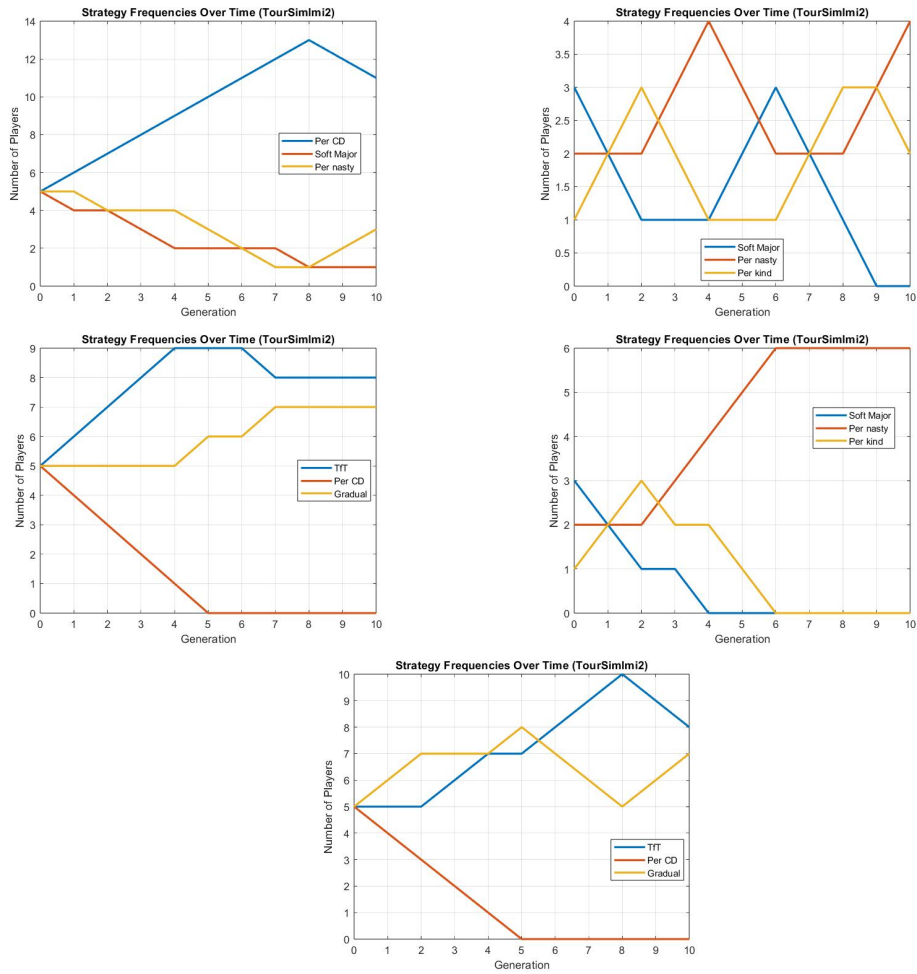 Strategy Frequencies Over Time (TourSimImi2)
14
12
10
8
6
4
2
0
Number of Players
Per CD
Soft Major
Per nasty
0 1 2 3 4 5 6 7 8 9 10
Generation
Strategy Frequencies Over Time (TourSimImi2)
4
3.5
3
2.5
2
1.5
1
0.5
0
Number of Players
Soft Major
Per nasty
Per kind
0 1 2 3 4 5 6 7 8 9 10
Generation
Strategy Frequencies Over Time (TourSimImi2)
9
8
7
6
5
4
3
2
1
0
Number of Players
TfT
Per CD
Gradual
0 1 2 3 4 5 6 7 8 9 10
Generation
Strategy Frequencies Over Time (TourSimImi2)
6
5
4
3
2
1
0
Number of Players
Soft Major
Per nasty
Per kind
0 1 2 3 4 5 6 7 8 9 10
Generation
Strategy Frequencies Over Time (TourSimImi2)
10
9
8
7
6
5
4
3
2
1
0
Number of Players
TfT
Per CD
Gradual
0 1 2 3 4 5 6 7 8 9 10
Generation